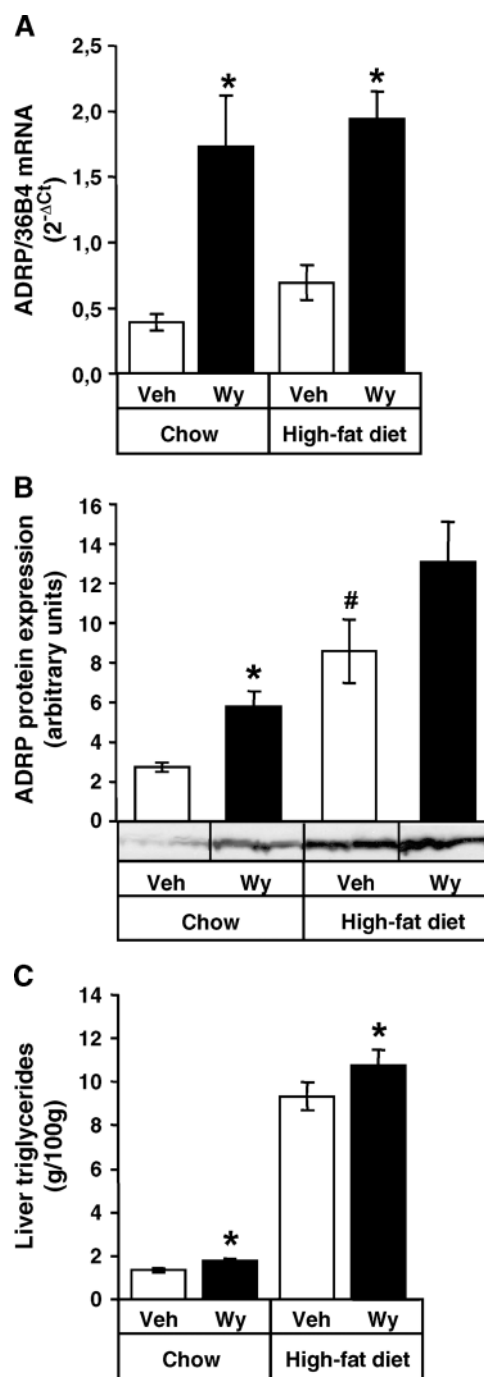 A
ADRP/36B4 mRNA
(2^-ΔCt)
2,5
2,0
1,5
1,0
0,5
0,0
*
*
Veh Wy Veh Wy
Chow High-fat diet
B
ADRP protein expression
(arbitrary units)
16
14
12
10
8
6
4
2
0
*
#
Veh Wy Veh Wy
Chow High-fat diet
C
Liver triglycerides
(g/100g)
14
12
10
8
6
4
2
0
*
*
Veh Wy Veh Wy
Chow High-fat diet